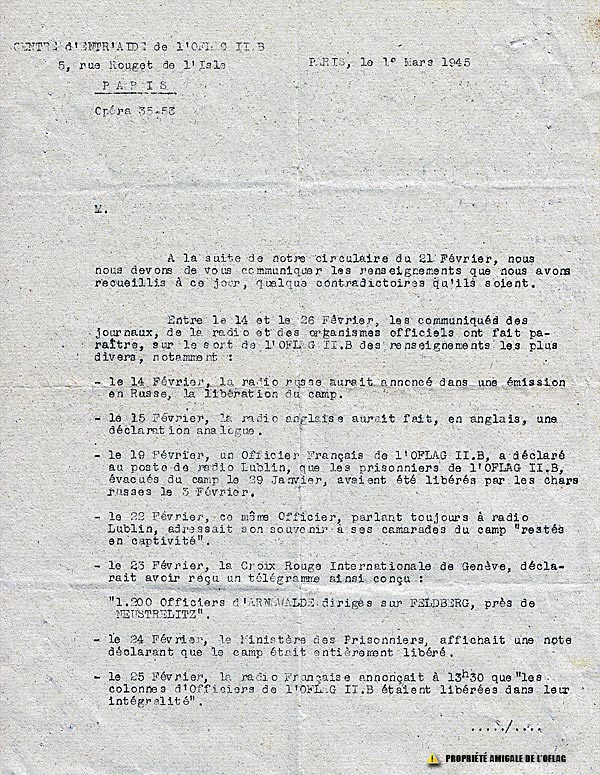 CENTRE d'ENTR'AIDE de l'OFLAG II.B
5, rue Rouget de l'Isle
PARIS
Opéra 35-53
PARIS, le 1° Mars 1945
M.
A la suite de notre circulaire du 21 Février, nous
nous devons de vous communiquer les renseignements que nous avons
recueillis à ce jour, quelque contradictoires qu'ils soient.
Entre le 14 et le 26 Février, les communiqués des
journaux, de la radio et des organismes officiels ont fait pa-
raître, sur le sort de l'OFLAG II.B des renseignements les plus
divers, notamment :
- le 14 Février, la radio russe aurait annoncé dans une émission
en Russe, la libération du camp.
- le 15 Février, la radio anglaise aurait fait, en anglais, une
déclaration analogue.
- le 19 Février, un Officier Français de l'OFLAG II.B, a déclaré
au poste de radio Lublin, que les prisonniers de l'OFLAG II.B,
évacués du camp le 29 Janvier, avaient été libérés par les chars
russes le 3 Février.
- le 22 Février, ce même Officier, parlant toujours à radio
Lublin, adressait son souvenir à ses camarades du camp "restés
en captivité".
- le 23 Février, la Croix Rouge Internationale de Genève, décla-
rait avoir reçu un télégramme ainsi conçu :
"1.200 Officiers d'ARNSWALDE dirigés sur FELDBERG, près de
NEUSTRELITZ".
- le 24 Février, le Ministère des Prisonniers, affichait une note
déclarant que le camp était entièrement libéré.
- le 25 Février, la radio Française annonçait à 13h30 que "les
colonnes d'Officiers de l'OFLAG II.B étaient libérées dans leur
intégralité".
...../....
PROPRIÉTÉ AMIGALE DE L'OFLAG